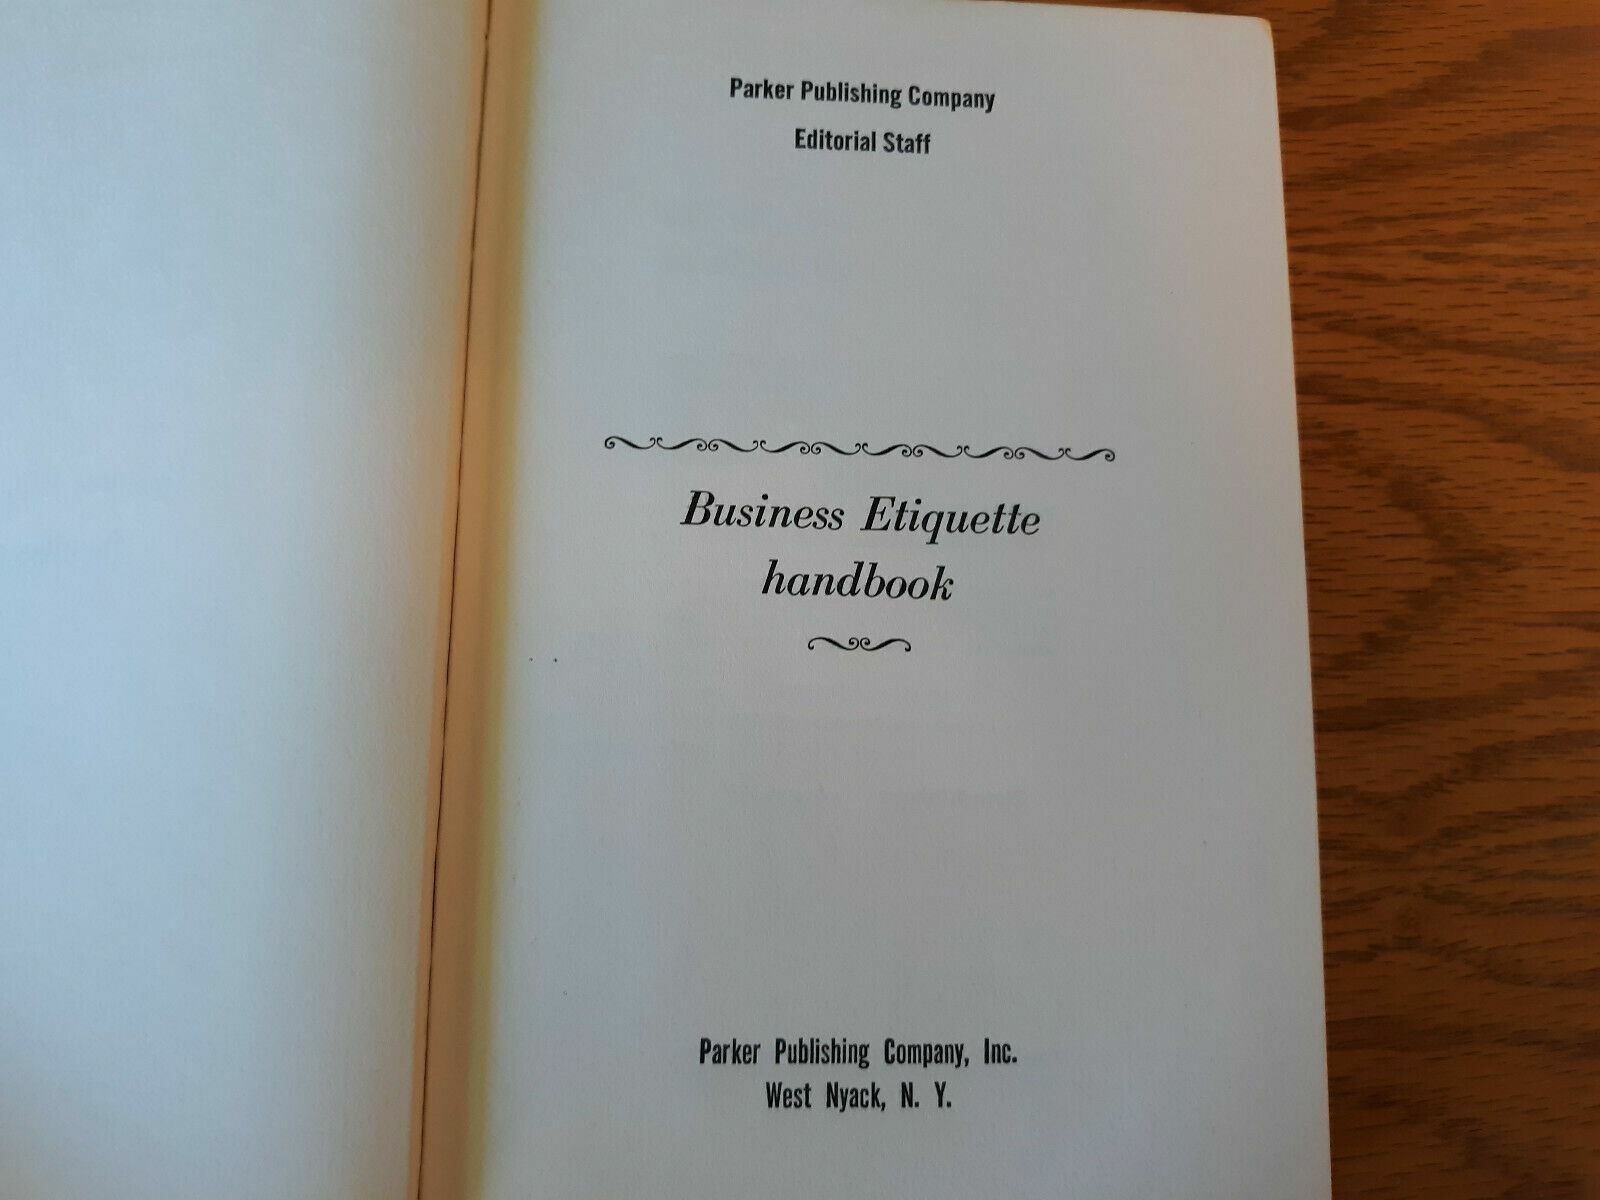 Parker Publishing Company
Editorial Staff
Business Etiquette
handbook
Parker Publishing Company, Inc.
West Nyack, N. Y.